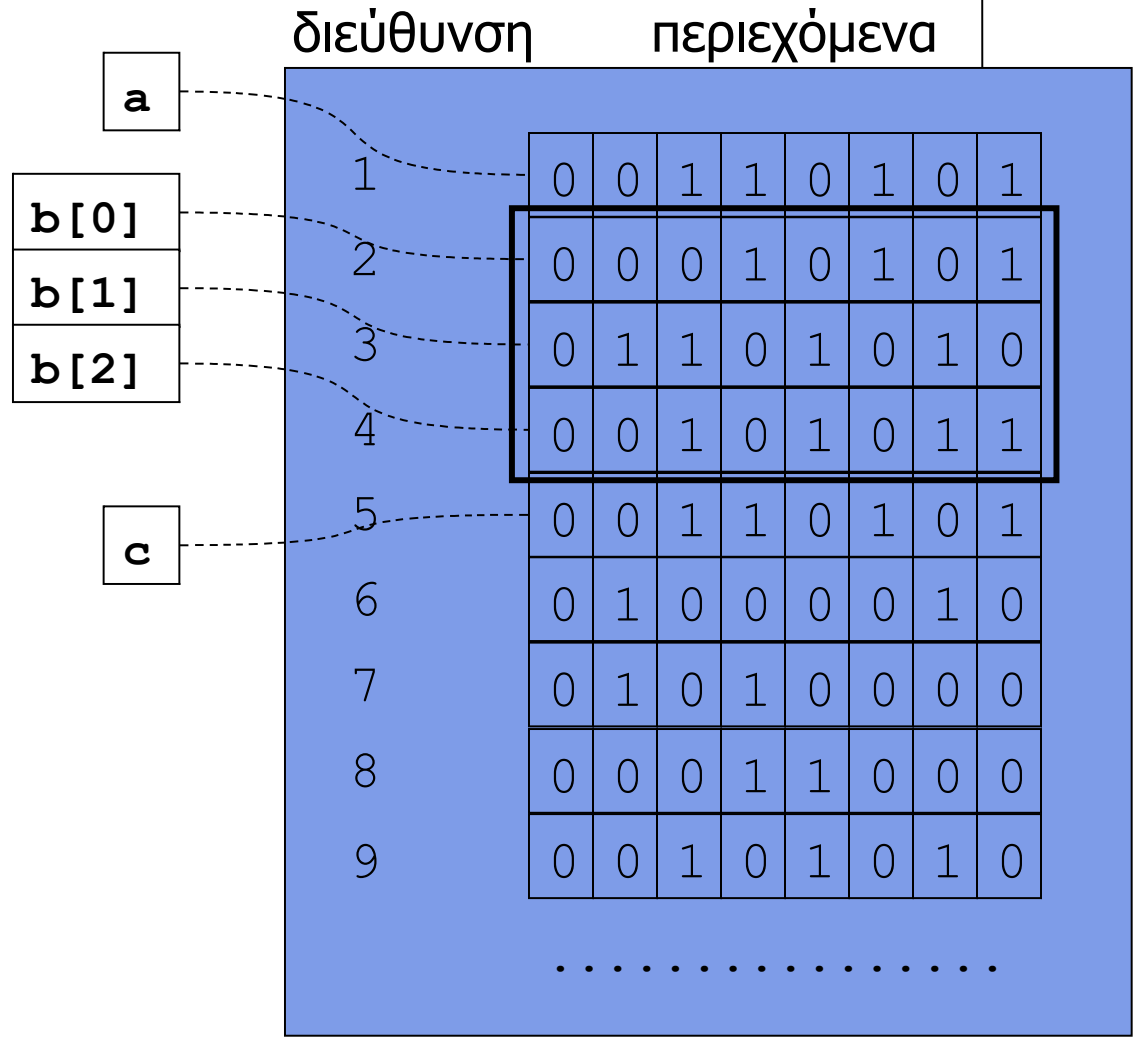 διεύθυνση περιεχόμενα
a
1 0 0 1 1 0 1 0 1
b[0]
2 0 0 0 1 0 1 0 1
b[1]
3 0 1 1 0 1 0 1 0
b[2]
4 0 0 1 0 1 0 1 1
5 0 0 1 1 0 1 0 1
c
6 0 1 0 0 0 0 1 0
7 0 1 0 1 0 0 0 0
8 0 0 0 1 1 0 0 0
9 0 0 1 0 1 0 1 0
................